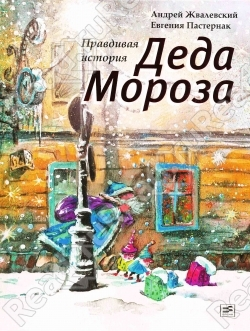 Андрей Жвалевский
Евгения Пастернак
Правдивая
история
Деда
Мороза